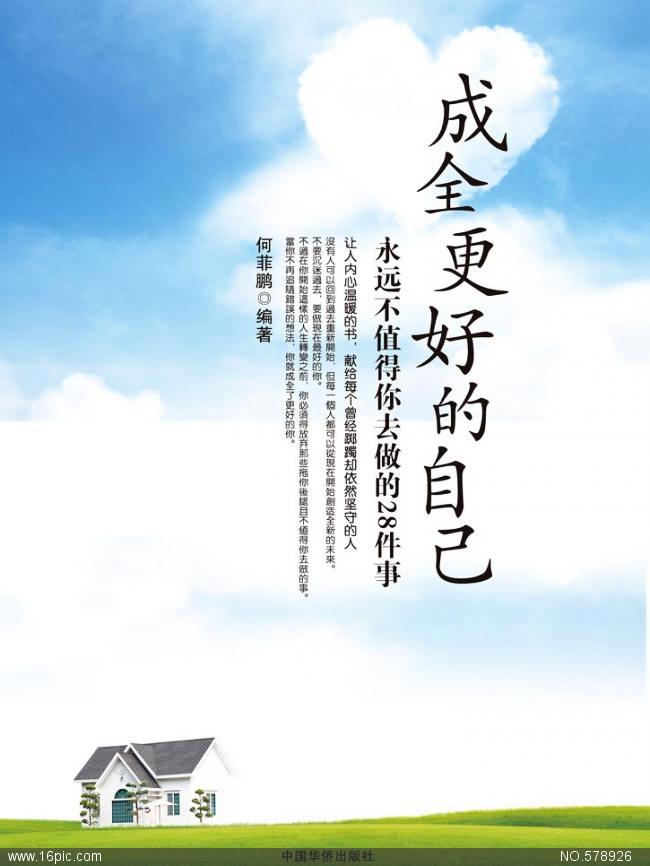 成全更好的自己
永远不值得你去做的28件事
让人内心温暖的书，献给每个曾经踯躅却依然坚守的人
沒有人可以回到過去重新開始，但每一個人都可以從現在開始創造全新的未來。
不要沉迷過去，要做現在最好的你。
不過在你開始這樣的人生轉變之前，你必須得放弃那些拖你後腿且不值得你去做的事。
當你不再追隨錯誤的想法，你就成全了更好的你。
何菲鹏◎编著
www.16pic.com
中国华侨出版社
NO.578926